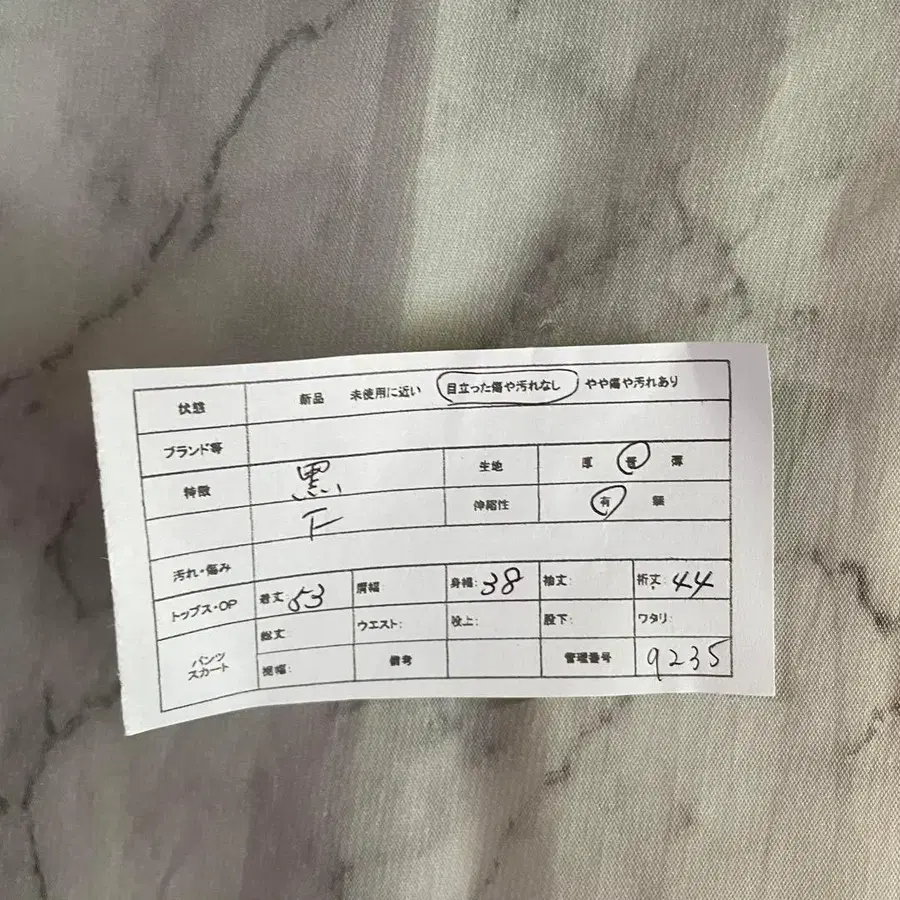 状態 新品 未使用に近い 目立った傷や汚れなし やや傷や汚れあり
ブランド等
特徴 黒 生地 厚 普 薄
下 伸縮性 有 無
汚れ・傷み
トップス・OP 着丈: 53 肩幅: 身幅: 38 袖丈: 裄丈: 44
パンツ スカート 総丈: ウエスト: 股上: 股下: ワタリ:
裾幅: 備考 管理番号 9235